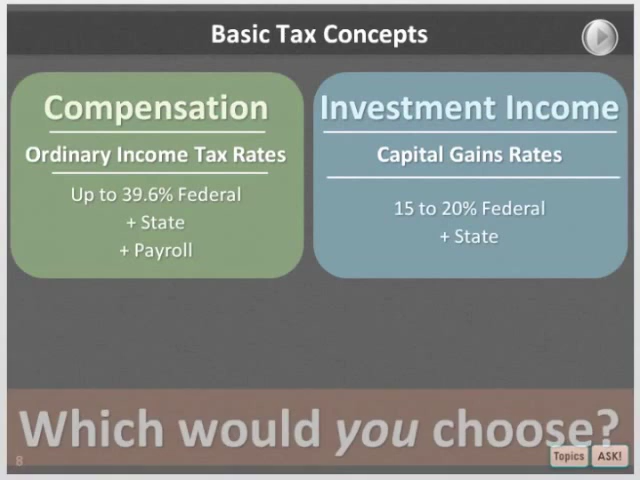 Basic Tax Concepts
Compensation
Ordinary Income Tax Rates
Up to 39.6% Federal
+ State
+ Payroll
Investment Income
Capital Gains Rates
15 to 20% Federal
+ State
Which would you choose?
Topics
ASK!
8